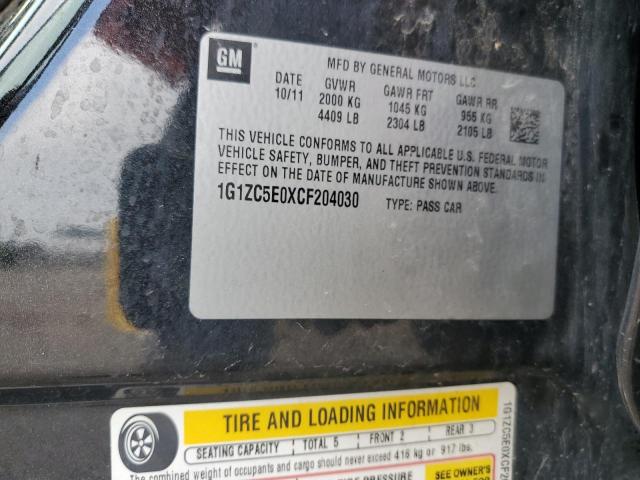 GM
MFD BY GENERAL MOTORS LLC
DATE GVWR GAWR FRT GAWR RR
10/11 2000 KG 1045 KG 955 KG
4409 LB 2304 LB 2105 LB
THIS VEHICLE CONFORMS TO ALL APPLICABLE U.S. FEDERAL MOTOR
VEHICLE SAFETY, BUMPER, AND THEFT PREVENTION STANDARDS IN
EFFECT ON THE DATE OF MANUFACTURE SHOWN ABOVE.
1G1ZC5E0XCF204030 TYPE: PASS CAR
TIRE AND LOADING INFORMATION
SEATING CAPACITY TOTAL 5 FRONT 2 REAR 3
The combined weight of occupants and cargo should never exceed 416 kg or 917 lbs.
PRESSURE SEE OWNER'S
1G1ZC5E0XCF2